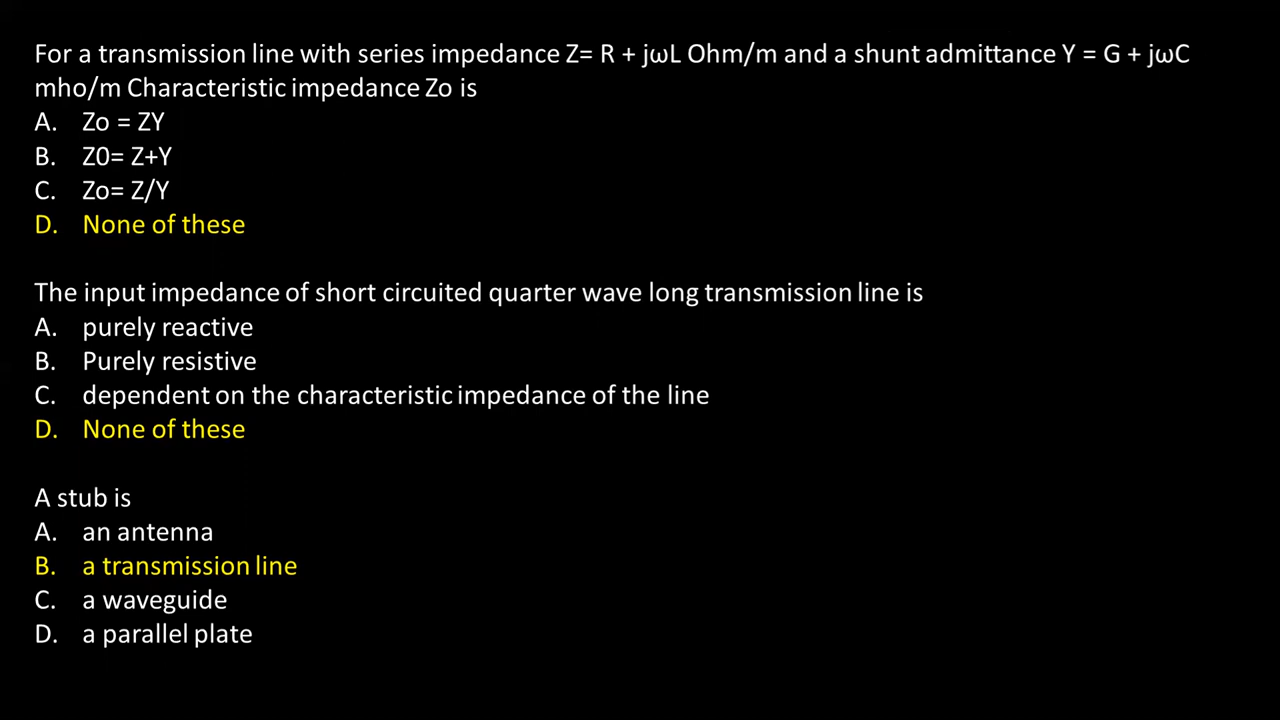 For a transmission line with series impedance Z= R + jωL Ohm/m and a shunt admittance Y = G + jωC
mho/m Characteristic impedance Zo is
A. Zo = ZY
B. Z0= Z+Y
C. Zo= Z/Y
D. None of these
The input impedance of short circuited quarter wave long transmission line is
A. purely reactive
B. Purely resistive
C. dependent on the characteristic impedance of the line
D. None of these
A stub is
A. an antenna
B. a transmission line
C. a waveguide
D. a parallel plate